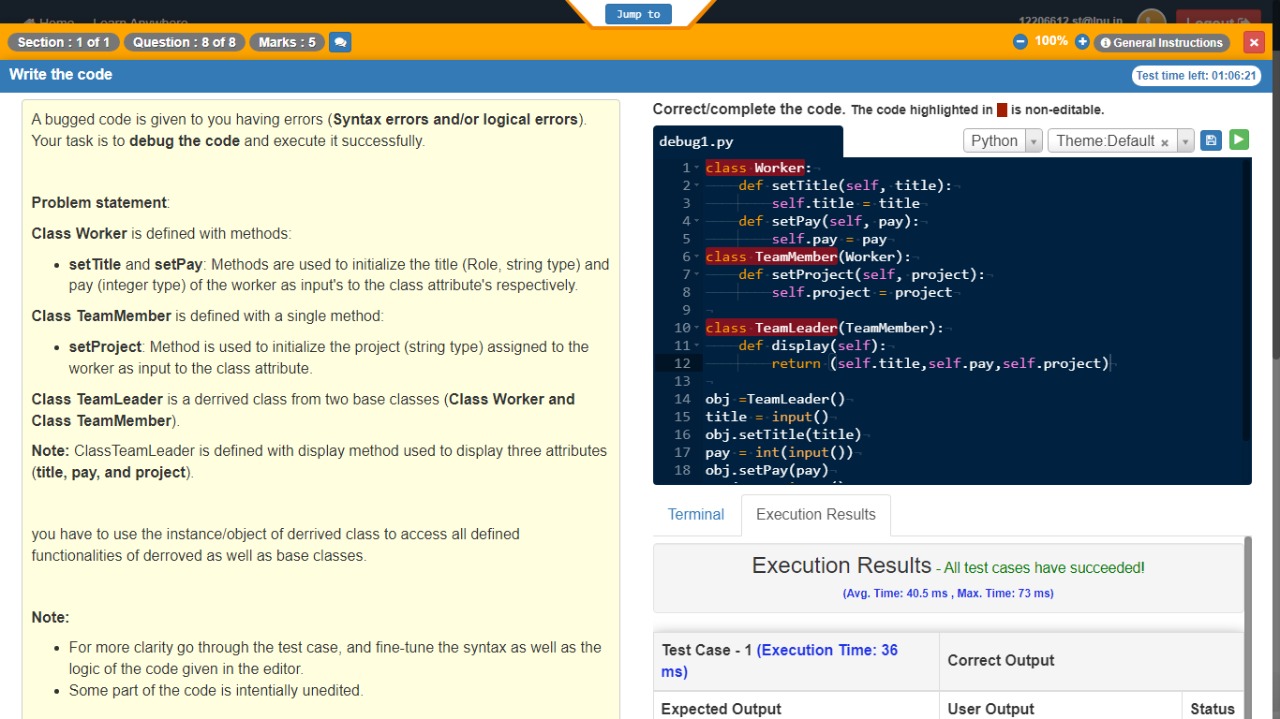 Home Learn Anywhere
Jump to
12206612.st@lpu.in
Logout
Section : 1 of 1 Question : 8 of 8 Marks : 5
100% General Instructions
Write the code
Test time left: 01:06:21
A bugged code is given to you having errors (Syntax errors and/or logical errors).
Your task is to debug the code and execute it successfully.
Problem statement:
Class Worker is defined with methods:
• setTitle and setPay: Methods are used to initialize the title (Role, string type) and
pay (integer type) of the worker as input's to the class attribute's respectively.
Class TeamMember is defined with a single method:
• setProject: Method is used to initialize the project (string type) assigned to the
worker as input to the class attribute.
Class TeamLeader is a derrived class from two base classes (Class Worker and
Class TeamMember).
Note: ClassTeamLeader is defined with display method used to display three attributes
(title, pay, and project).
you have to use the instance/object of derrived class to access all defined
functionalities of derroved as well as base classes.
Note:
• For more clarity go through the test case, and fine-tune the syntax as well as the
logic of the code given in the editor.
• Some part of the code is intentially unedited.
Correct/complete the code. The code highlighted in is non-editable.
debug1.py
Python Theme:Default ×
1 class Worker:
2 def setTitle(self, title):
3 self.title = title
4 def setPay(self, pay):
5 self.pay = pay
6 class TeamMember(Worker):
7 def setProject(self, project):
8 self.project = project
9
10 class TeamLeader(TeamMember):
11 def display(self):
12 return (self.title,self.pay,self.project)
13
14 obj =TeamLeader()
15 title = input()
16 obj.setTitle(title)
17 pay = int(input())
18 obj.setPay(pay)
Terminal Execution Results
Execution Results - All test cases have succeeded!
(Avg. Time: 40.5 ms , Max. Time: 73 ms)
Test Case - 1 (Execution Time: 36
ms)
Correct Output
Expected Output User Output Status